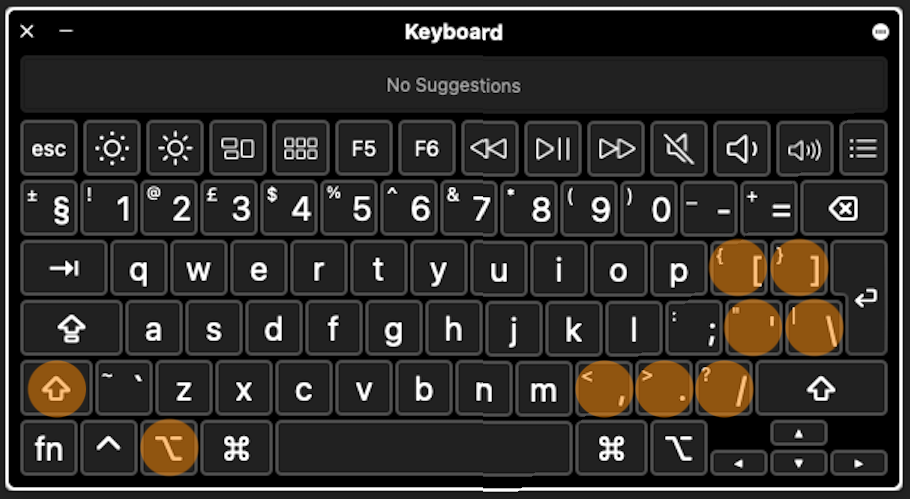 Keyboard
No Suggestions
esc F5 F6
± § ! 1 @ 2 £ 3 $ 4 % 5 ^ 6 & 7 * 8 ( 9 ) 0 _ - + =
q w e r t y u i o p { [ } ]
a s d f g h j k l : ; " ' | \
~ ` z x c v b n m < , > . ? /
fn ^ ⌥ ⌘ ⌘ ⌥